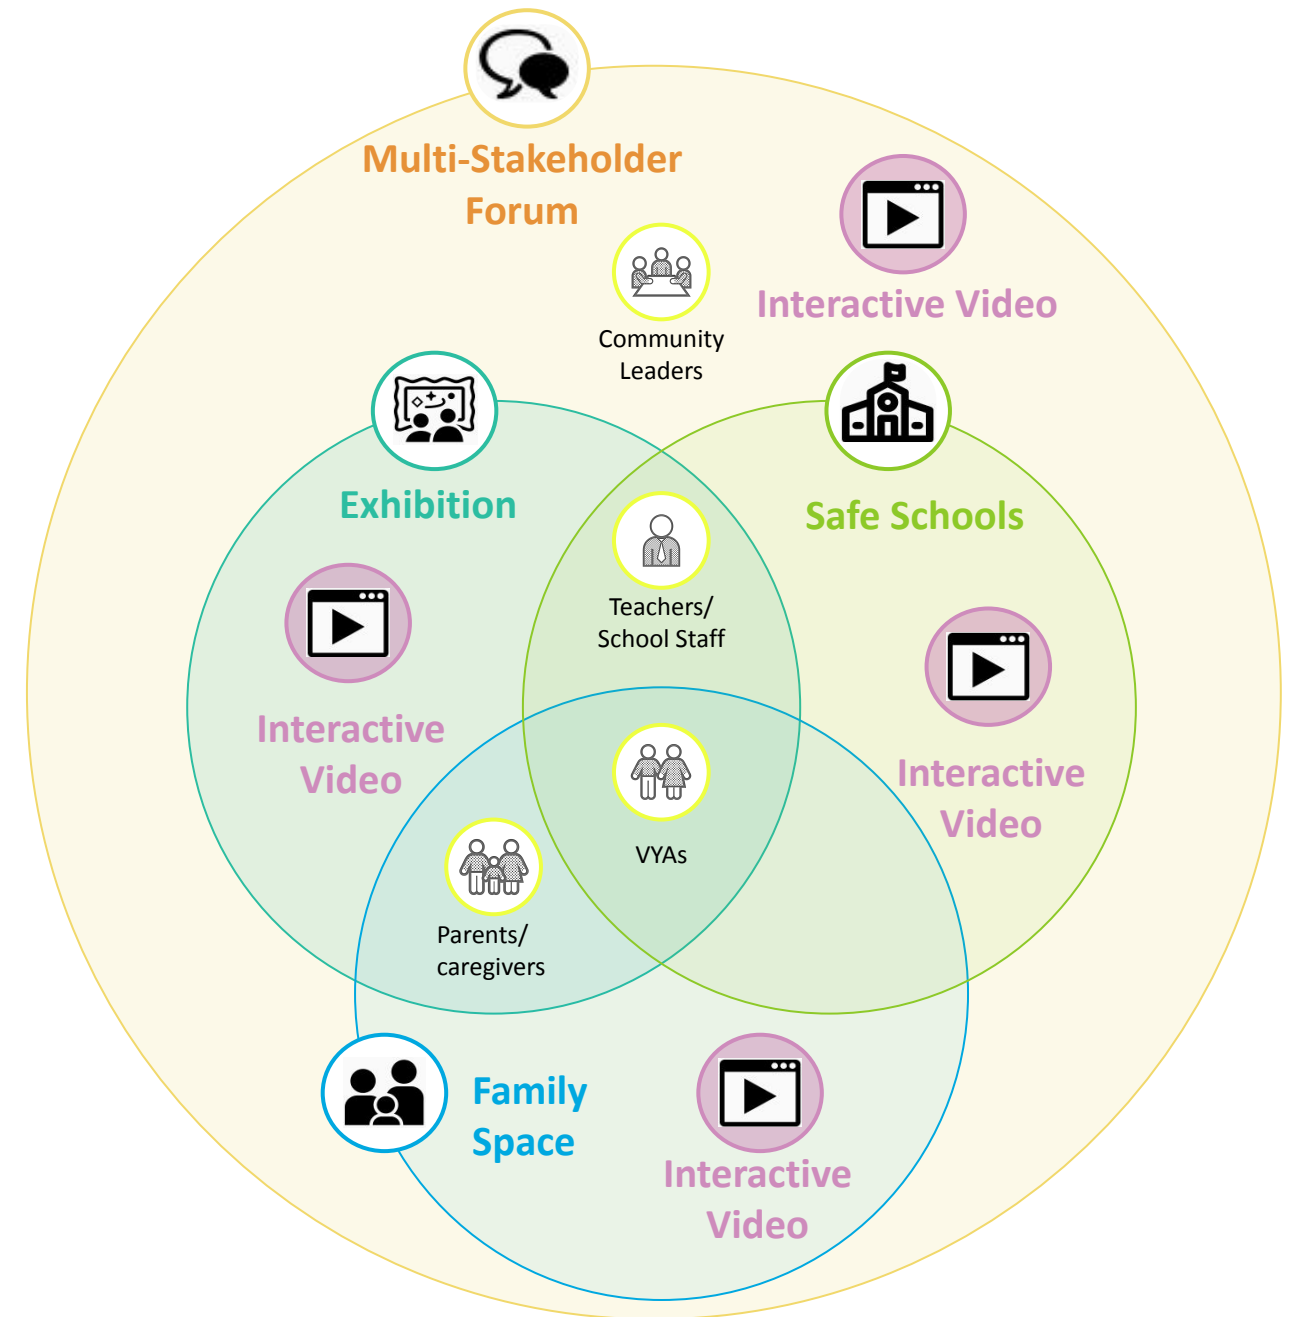 Multi-Stakeholder
Forum
Interactive Video
Community
Leaders
Exhibition
Safe Schools
Teachers/
School Staff
Interactive
Video
Interactive
Video
VYAs
Parents/
caregivers
Family
Space
Interactive
Video